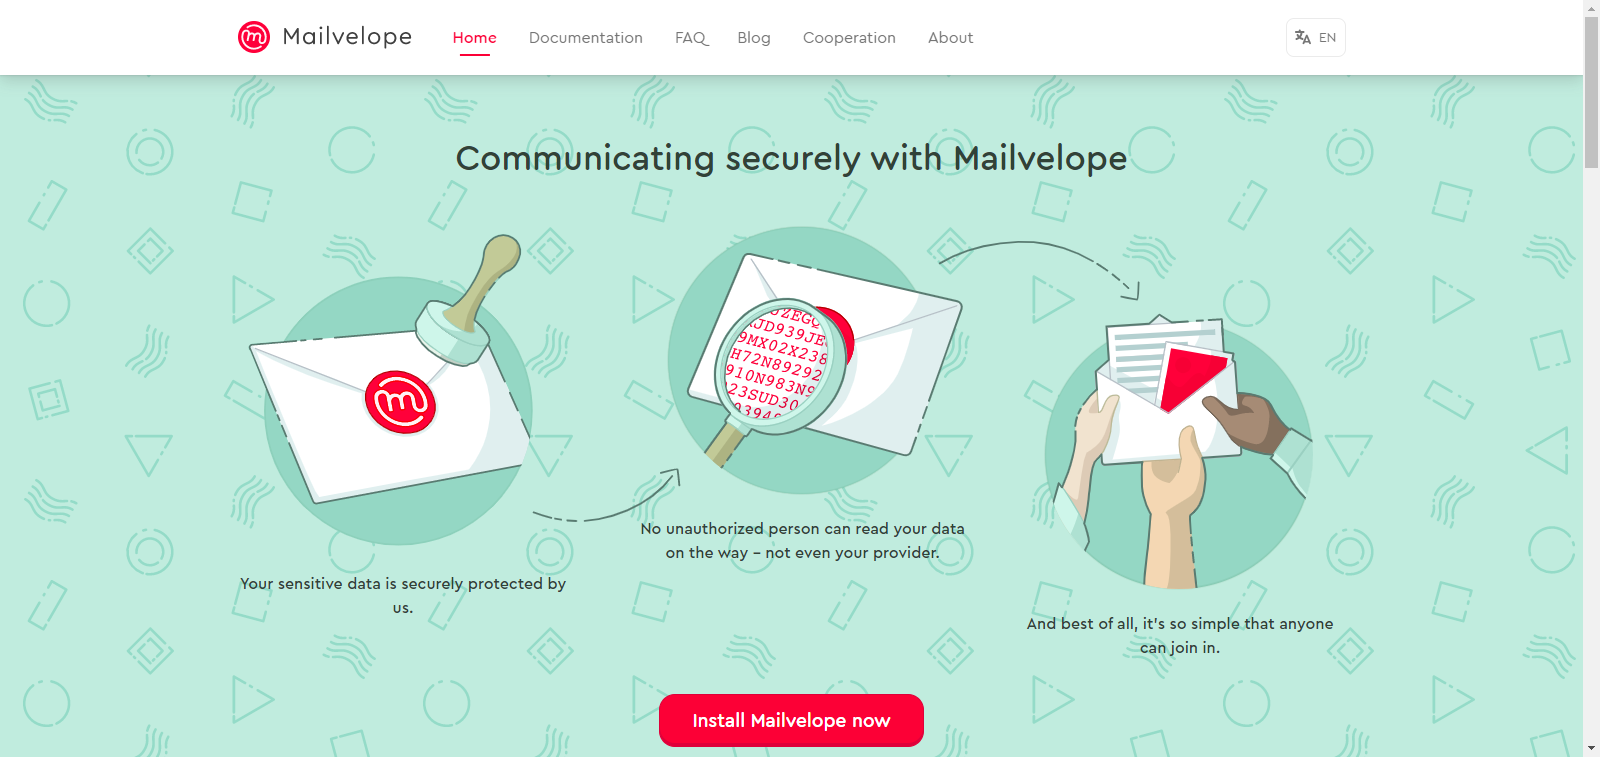 Mailvelope
Home
Documentation
FAQ
Blog
Cooperation
About
EN
Communicating securely with Mailvelope
JD939JE
9MX02X238
H72N89292
910N983N9
23SUD30
Your sensitive data is securely protected by
us.
No unauthorized person can read your data
on the way – not even your provider.
And best of all, it's so simple that anyone
can join in.
Install Mailvelope now